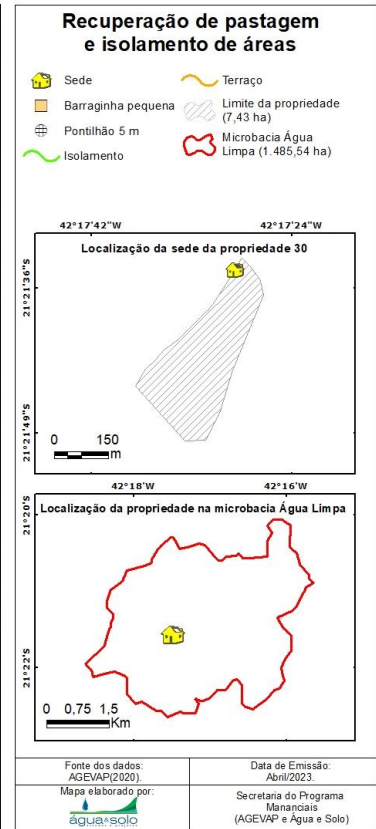 Recuperação de pastagem
e isolamento de áreas
Sede
Barraginha pequena
Pontilhão 5 m
Isolamento
Terraço
Limite da propriedade
(7,43 ha)
Microbacia Água
Limpa (1.485,54 ha)
42°17'42"W 42°17'24"W
Localização da sede da propriedade 30
21°21'36"S
21°21'49"S
0 150
m
42°18'W 42°16'W
Localização da propriedade na microbacia Água Limpa
21°20'S
21°22'S
0 0,75 1,5
Km
Fonte dos dados:
AGEVAP(2020).
Data de Emissão:
Abril/2023.
Mapa elaborado por:
água&solo
Secretaria do Programa
Mananciais
(AGEVAP e Água e Solo)